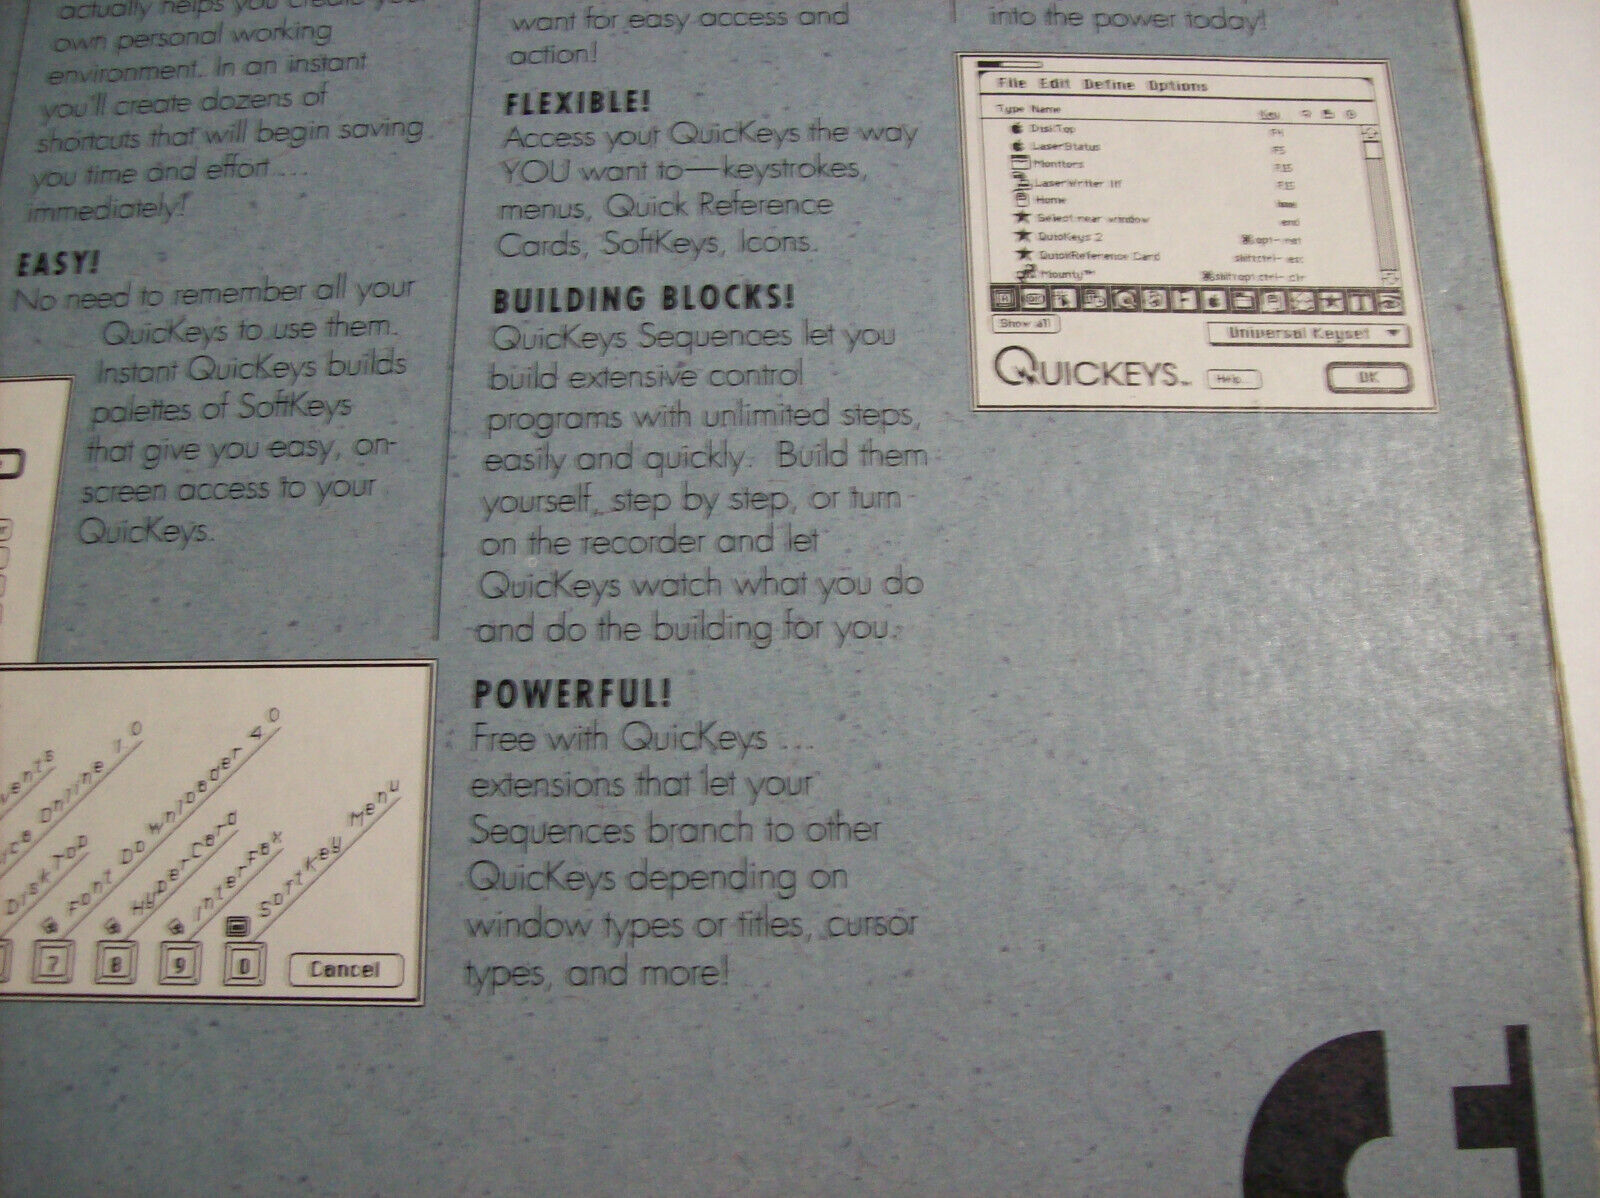 actually helps you create your
own personal working
environment. In an instant
you'll create dozens of
shortcuts that will begin saving
you time and effort....
immediately!
EASY!
No need to remember all your
QuicKeys to use them.
Instant QuicKeys builds
palettes of SoftKeys
that give you easy, on-
screen access to your
QuicKeys.
DiskTop
Font Downloader 4.0
HyperCard
InterFax
SoftKey Menu
7 8 9 0 Cancel
want for easy access and
action!
FLEXIBLE!
Access your QuicKeys the way
YOU want to—keystrokes,
menus, Quick Reference
Cards, SoftKeys, Icons.
BUILDING BLOCKS!
QuicKeys Sequences let you
build extensive control
programs with unlimited steps,
easily and quickly. Build them
yourself, step by step, or turn
on the recorder and let
QuicKeys watch what you do
and do the building for you.
POWERFUL!
Free with QuicKeys ...
extensions that let your
Sequences branch to other
QuicKeys depending on
window types or titles, cursor
types, and more!
into the power today!
File Edit Define Options
Type Name Key
DiskTop F4
LaserStatus F5
Monitors F15
LaserWriter
Home
Select rear window end
QuicKeys 2
QuickReference Card
Mounty™
Show all Universal Keyset
QUICKEYS™ Help... OK